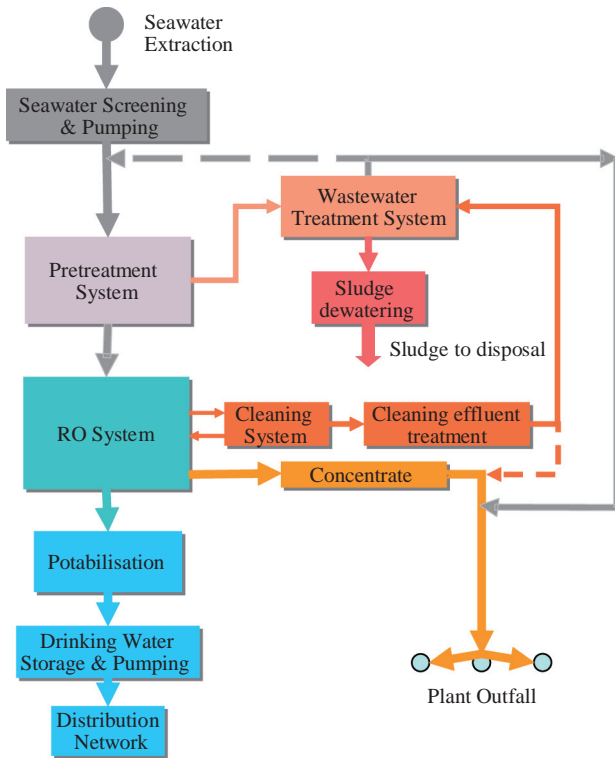 Seawater
Extraction
Seawater Screening
& Pumping
Wastewater
Treatment System
Pretreatment
System
Sludge
dewatering
Sludge to disposal
RO System
Cleaning
System
Cleaning effluent
treatment
Concentrate
Potabilisation
Drinking Water
Storage & Pumping
Plant Outfall
Distribution
Network